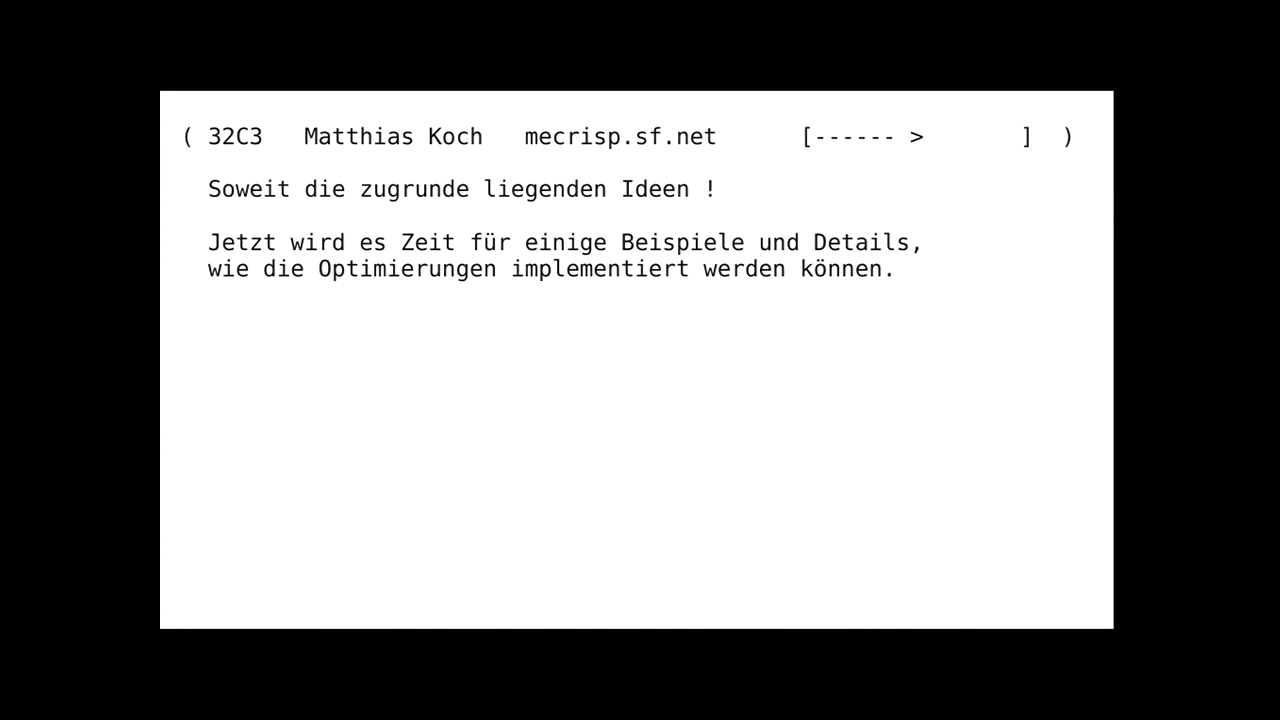 ( 32C3   Matthias Koch   mecrisp.sf.net      [------ >       ]  )
Soweit die zugrunde liegenden Ideen !
Jetzt wird es Zeit für einige Beispiele und Details,
wie die Optimierungen implementiert werden können.